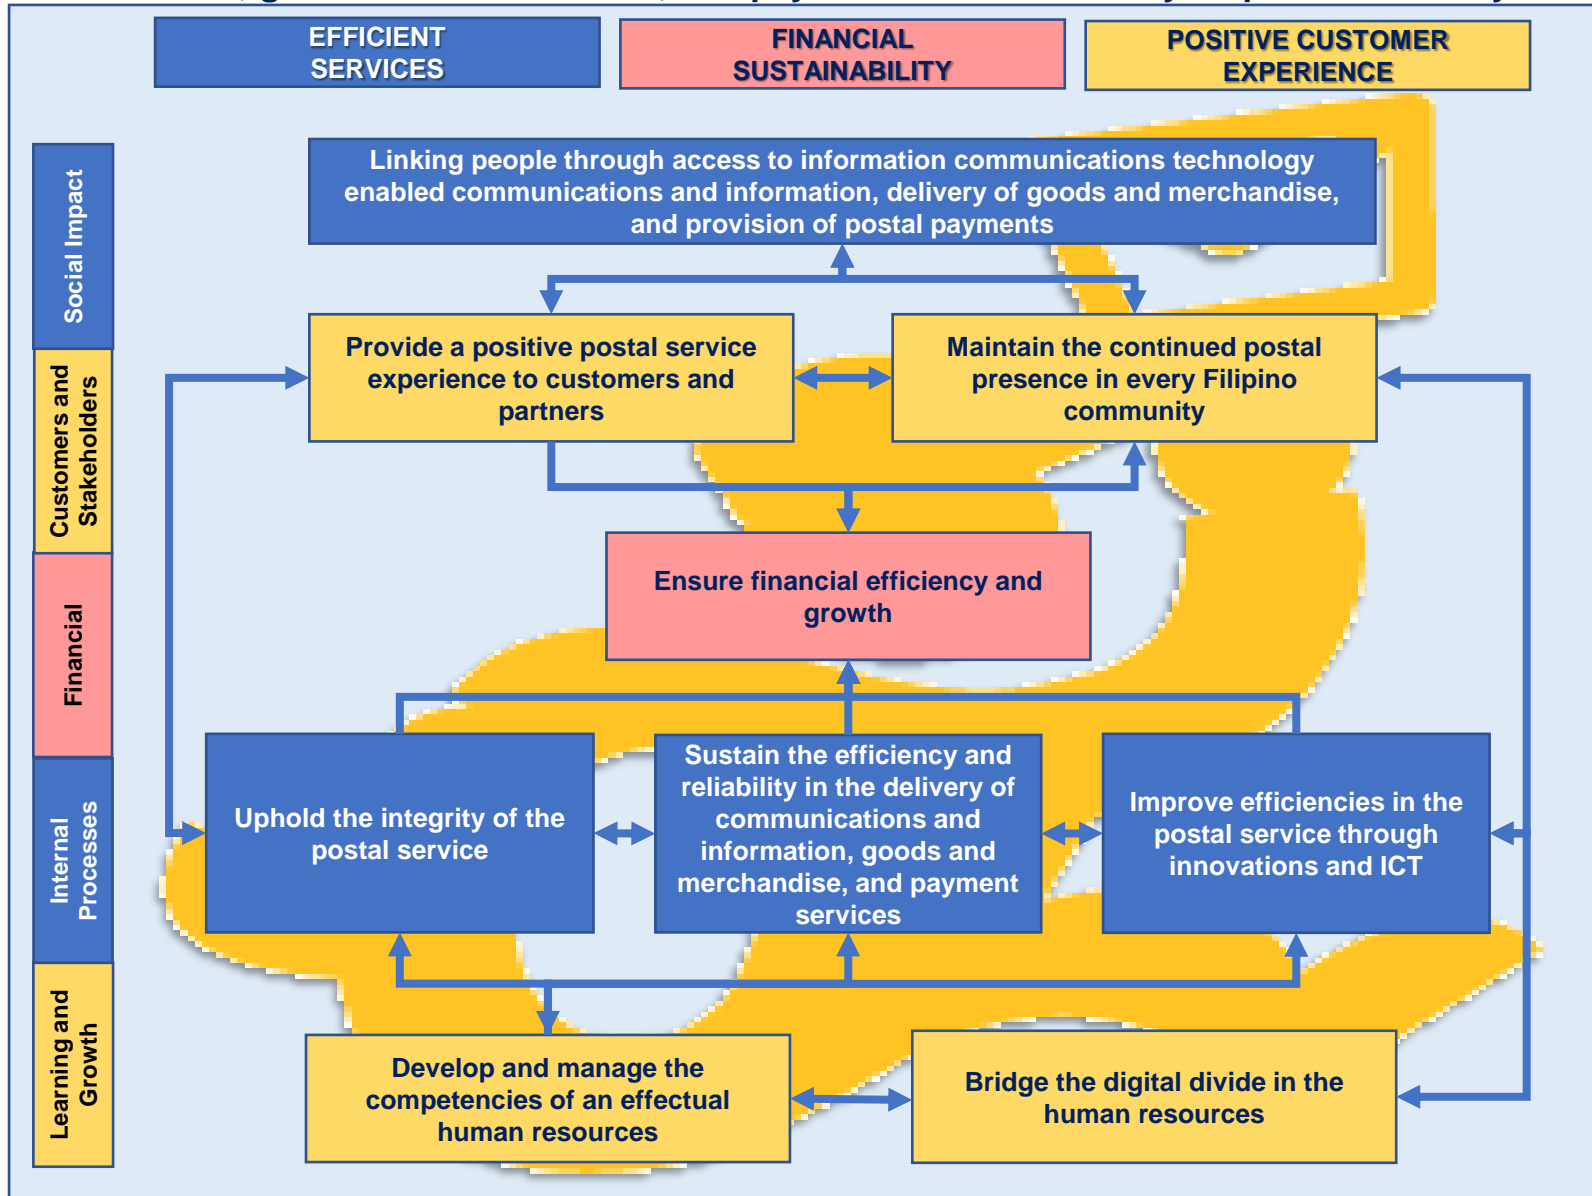 EFFICIENT
SERVICES
FINANCIAL
SUSTAINABILITY
POSITIVE CUSTOMER
EXPERIENCE
Social Impact
Linking people through access to information communications technology
enabled communications and information, delivery of goods and merchandise,
and provision of postal payments
Customers and
Stakeholders
Provide a positive postal service
experience to customers and
partners
Maintain the continued postal
presence in every Filipino
community
Financial
Ensure financial efficiency and
growth
Internal
Processes
Uphold the integrity of the
postal service
Sustain the efficiency and
reliability in the delivery of
communications and
information, goods and
merchandise, and payment
services
Improve efficiencies in the
postal service through
innovations and ICT
Learning and
Growth
Develop and manage the
competencies of an effectual
human resources
Bridge the digital divide in the
human resources